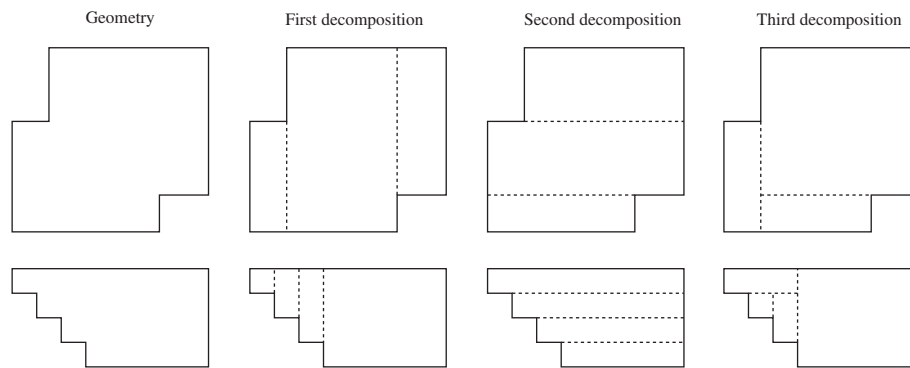 Geometry
First decomposition
Second decomposition
Third decomposition